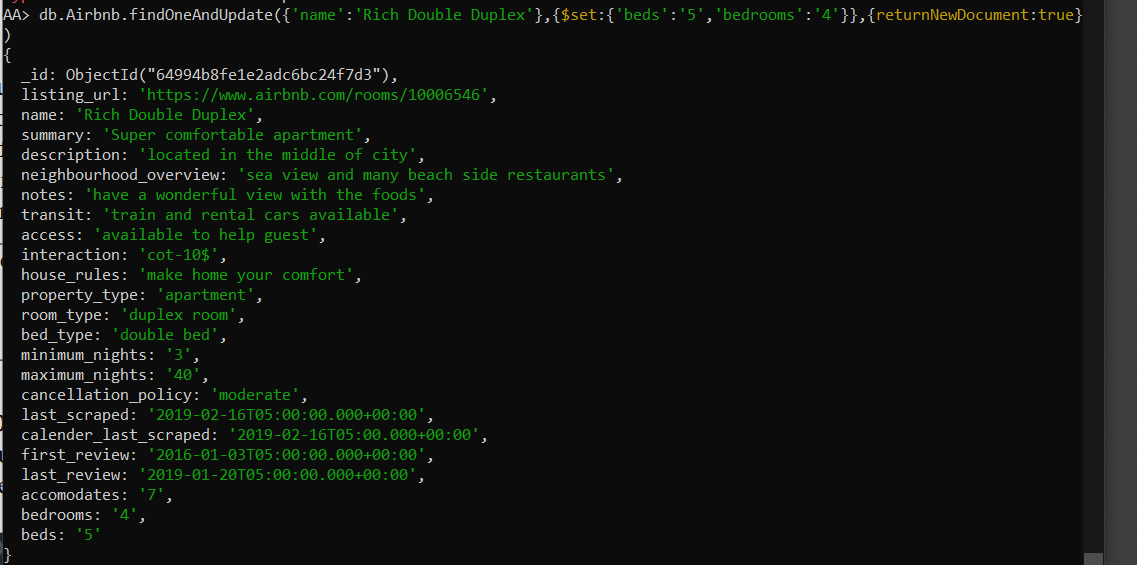 AA> db.Airbnb.findOneAndUpdate({'name':'Rich Double Duplex'},{$set:{'beds':'5','bedrooms':'4'}},{returnNewDocument:true}
)
{
  _id: ObjectId("64994b8fe1e2adc6bc24f7d3"),
  listing_url: 'https://www.airbnb.com/rooms/10006546',
  name: 'Rich Double Duplex',
  summary: 'Super comfortable apartment',
  description: 'located in the middle of city',
  neighbourhood_overview: 'sea view and many beach side restaurants',
  notes: 'have a wonderful view with the foods',
  transit: 'train and rental cars available',
  access: 'available to help guest',
  interaction: 'cot-10$',
  house_rules: 'make home your comfort',
  property_type: 'apartment',
  room_type: 'duplex room',
  bed_type: 'double bed',
  minimum_nights: '3',
  maximum_nights: '40',
  cancellation_policy: 'moderate',
  last_scraped: '2019-02-16T05:00:00.000+00:00',
  calender_last_scraped: '2019-02-16T05:00.000+00:00',
  first_review: '2016-01-03T05:00:00.000+00:00',
  last_review: '2019-01-20T05:00:00.000+00:00',
  accomodates: '7',
  bedrooms: '4',
  beds: '5'
}